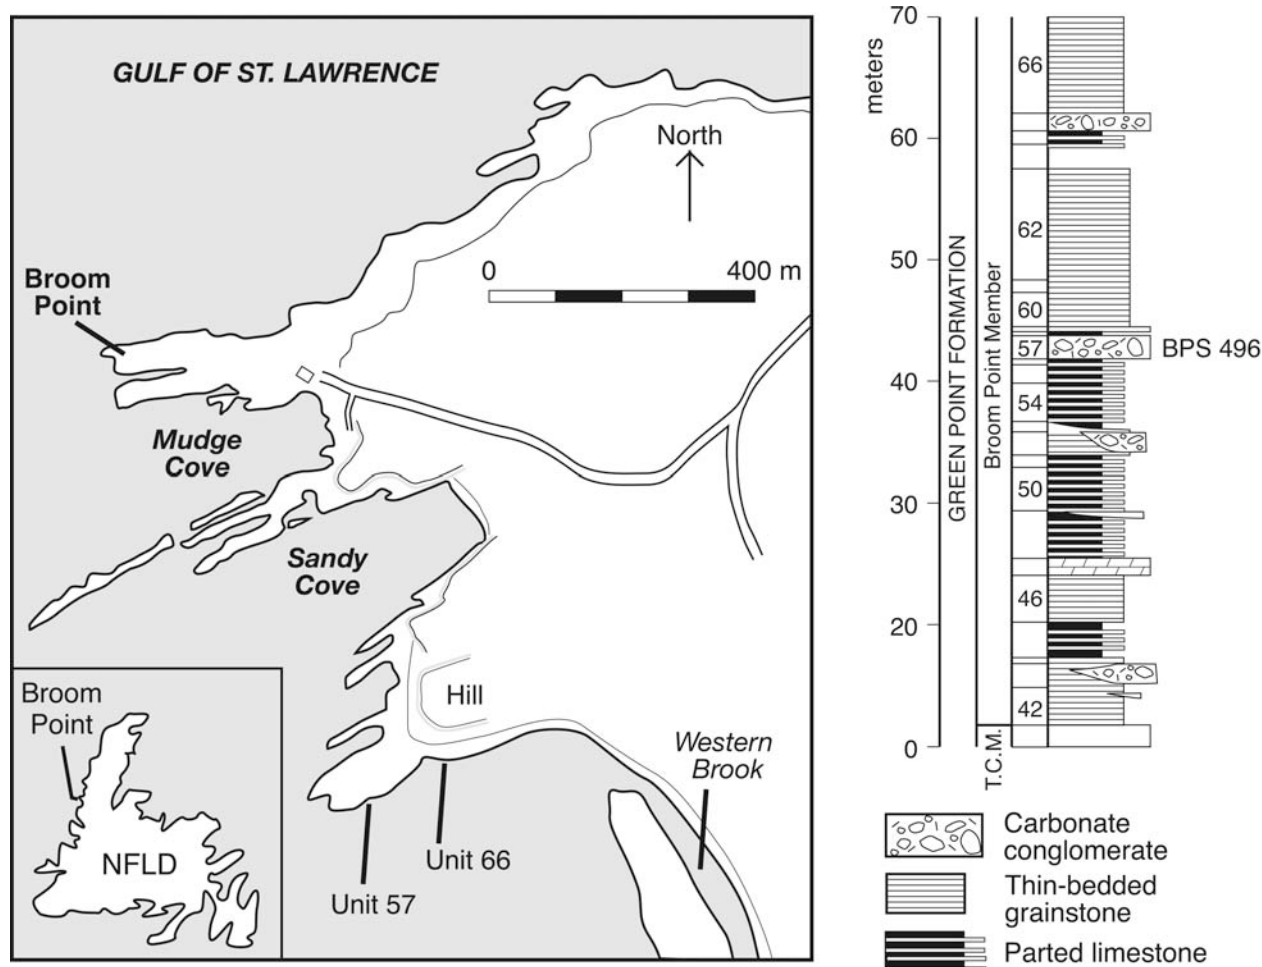 GULF OF ST. LAWRENCE
North
0
400 m
Broom
Point
Mudge
Cove
Sandy
Cove
Hill
Western
Brook
Unit 66
Unit 57
Broom
Point
NFLD
meters
70
60
50
40
30
20
10
0
GREEN POINT FORMATION
Broom Point Member
T.C.M.
66
62
60
57
BPS 496
54
50
46
42
Carbonate
conglomerate
Thin-bedded
grainstone
Parted limestone